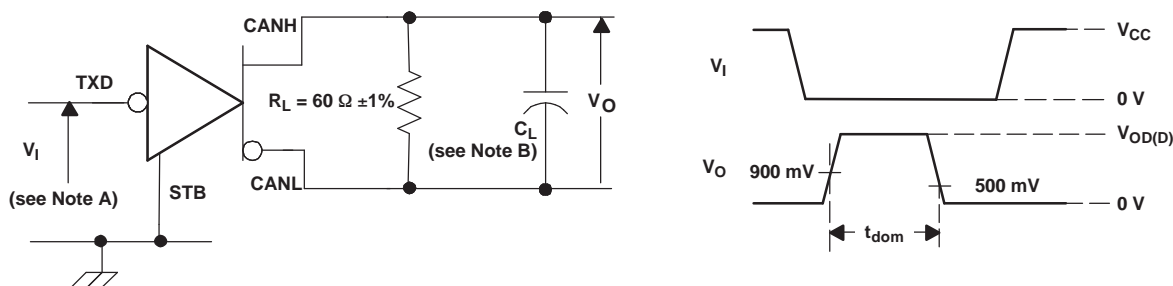 CANH
TXD
R_L = 60 Ω ±1%
V_O
C_L
(see Note B)
V_I
(see Note A)
STB
CANL
V_CC
V_I
0 V
V_OD(D)
V_O
900 mV
500 mV
0 V
t_dom